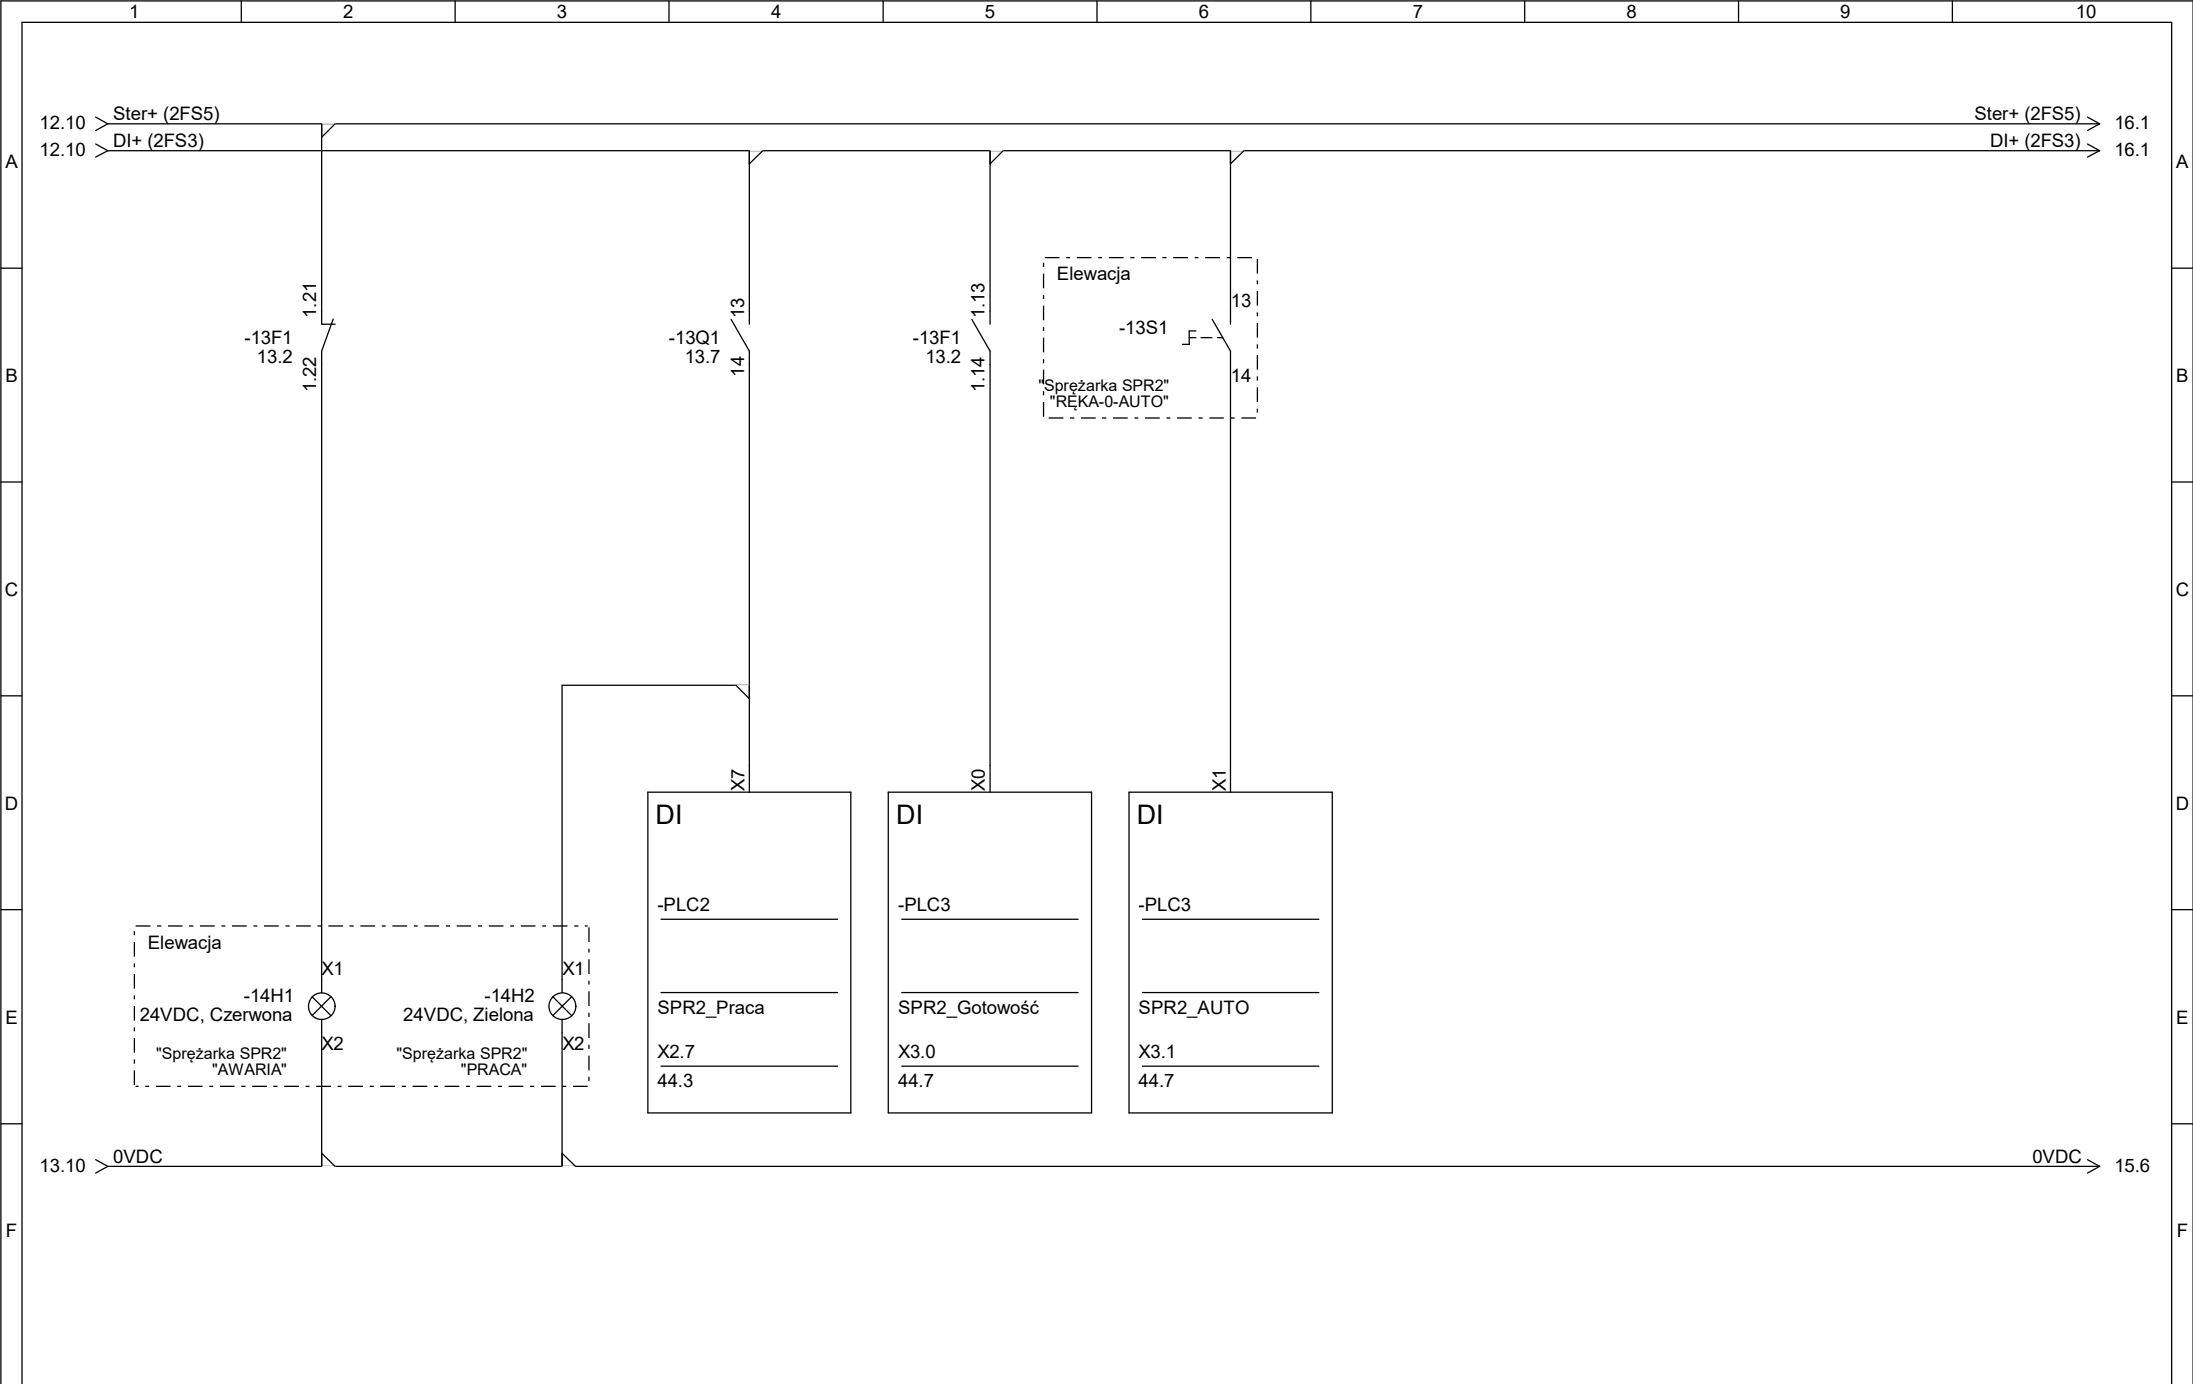 1 2 3 4 5 6 7 8 9 10
12.10 Ster+ (2FS5) Ster+ (2FS5) 16.1
12.10 DI+ (2FS3) DI+ (2FS3) 16.1
A A
Elewacja
1.21 13 1.13 13
-13F1 -13Q1 -13F1 -13S1
13.2 13.7 13.2
1.22 14 1.14 14
B B
"Sprężarka SPR2"
"RĘKA-0-AUTO"
C C
X7 X0 X1
D D
DI DI DI
-PLC2 -PLC3 -PLC3
Elewacja
X1 X1
-14H1 -14H2
24VDC, Czerwona 24VDC, Zielona
SPR2_Praca SPR2_Gotowość SPR2_AUTO
E E
X2 X2
"Sprężarka SPR2" "Sprężarka SPR2"
"AWARIA" "PRACA"
X2.7 X3.0 X3.1
44.3 44.7 44.7
13.10 0VDC 0VDC 15.6
F F